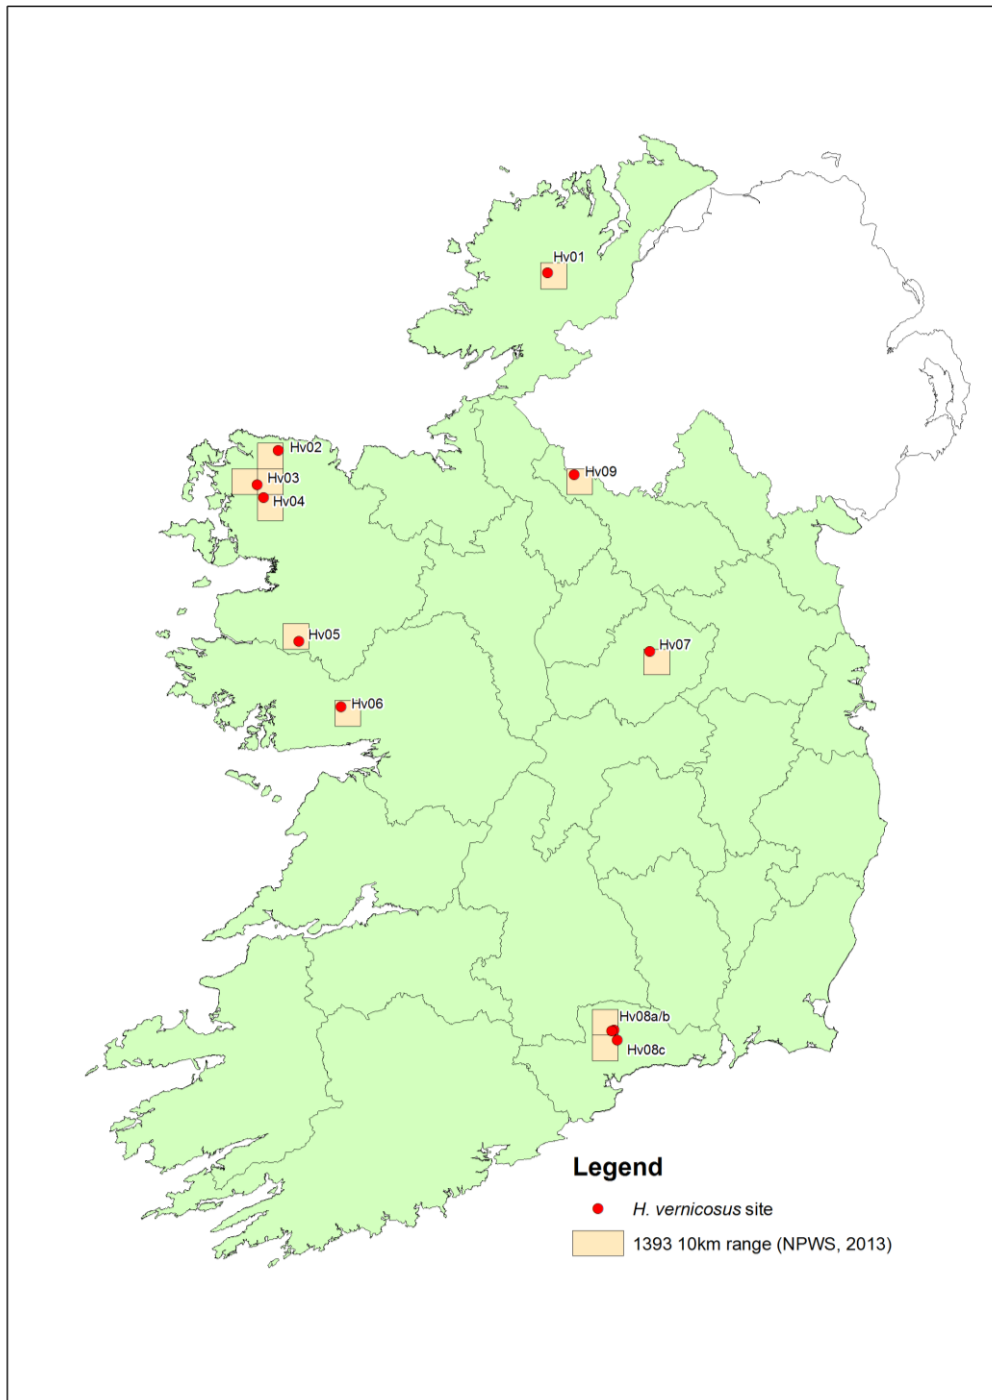 Hv01
Hv02
Hv03
Hv04
Hv09
Hv05
Hv07
Hv06
Hv08a/b
Hv08c
Legend
H. vernicosus site
1393 10km range (NPWS, 2013)